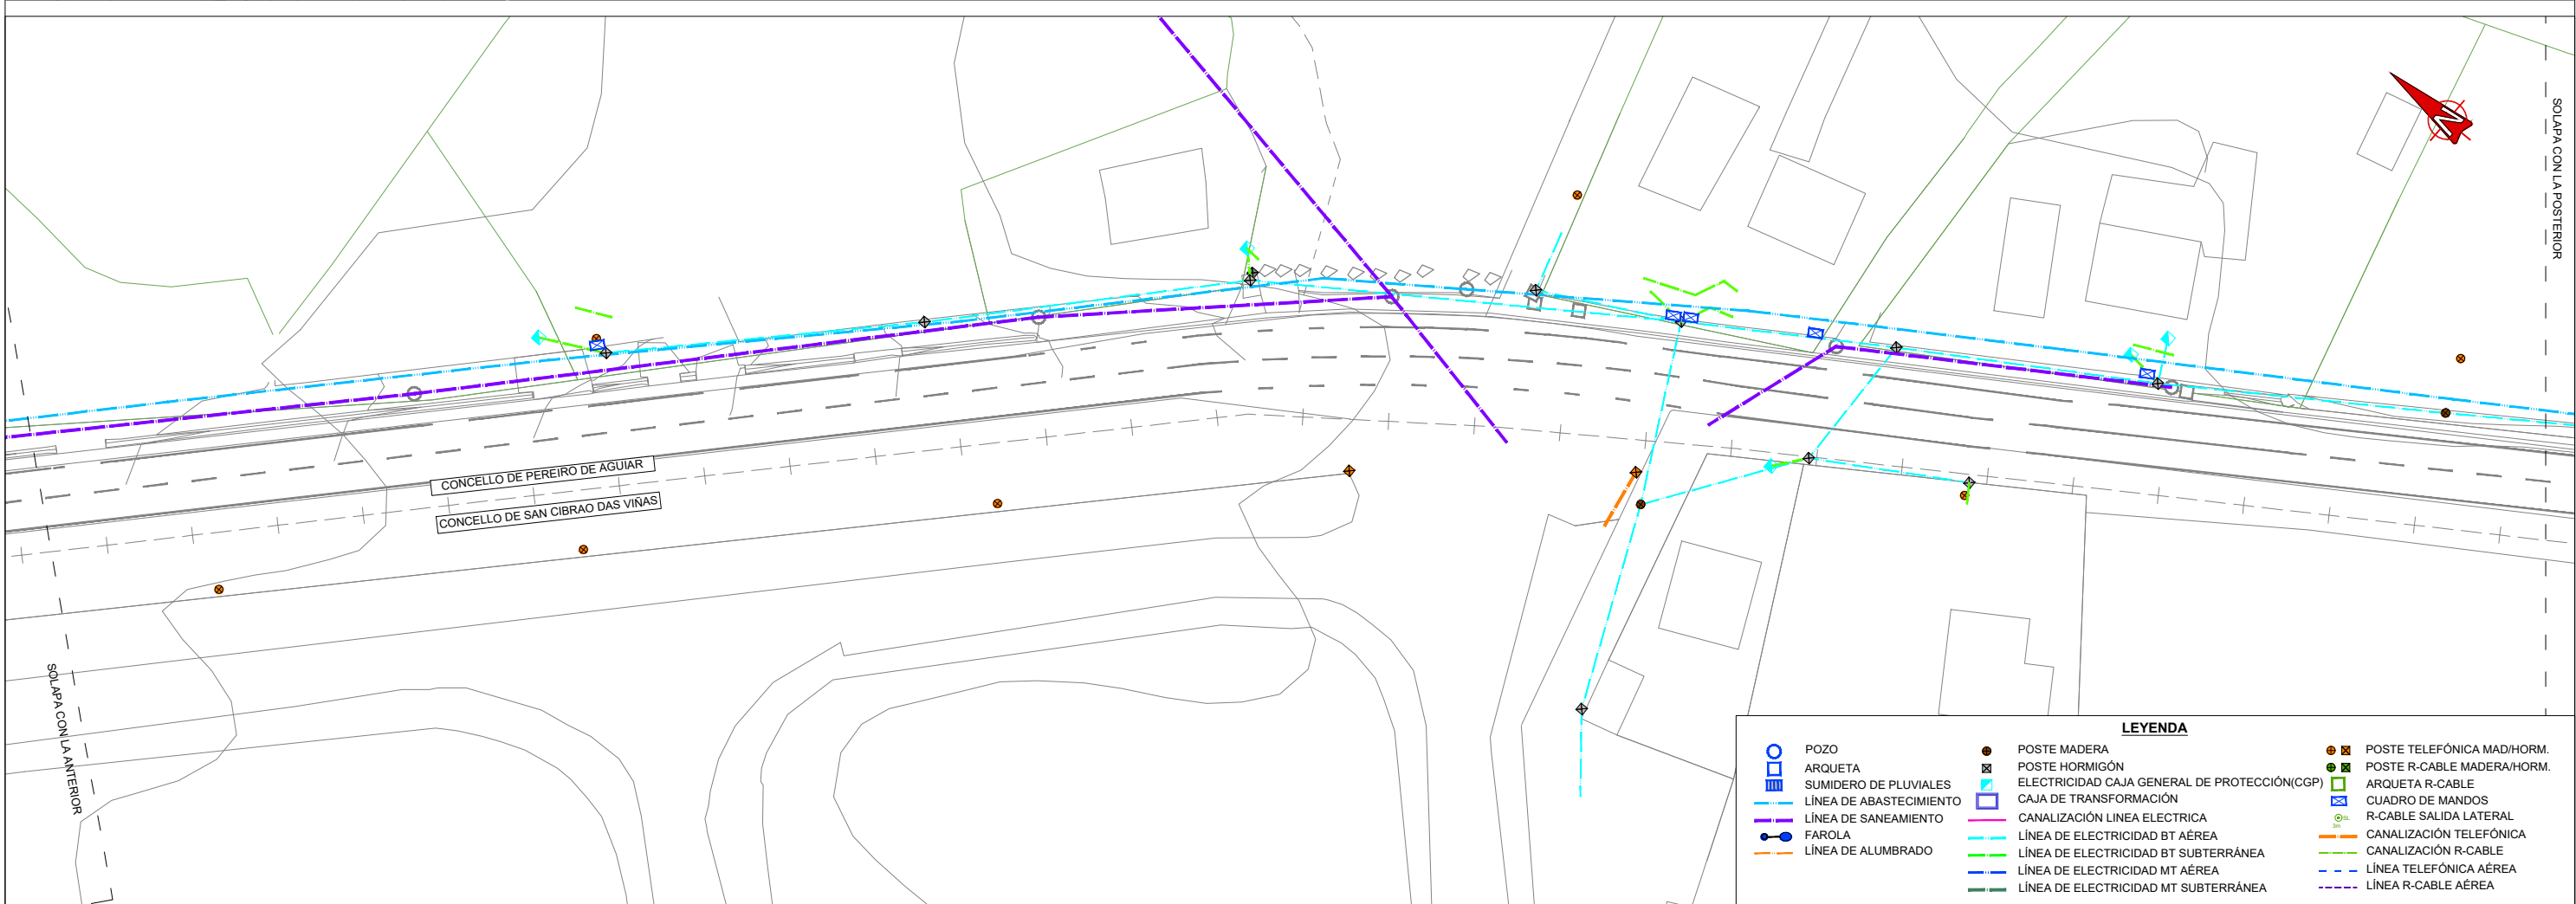 SOLAPA CON LA POSTERIOR
N
CONCELLO DE PEREIRO DE AGUIAR
CONCELLO DE SAN CIBRAO DAS VIÑAS
SOLAPA CON LA ANTERIOR
LEYENDA
POZO
ARQUETA
SUMIDERO DE PLUVIALES
LÍNEA DE ABASTECIMIENTO
LÍNEA DE SANEAMIENTO
FAROLA
LÍNEA DE ALUMBRADO
POSTE MADERA
POSTE HORMIGÓN
ELECTRICIDAD CAJA GENERAL DE PROTECCIÓN(CGP)
CAJA DE TRANSFORMACIÓN
CANALIZACIÓN LINEA ELECTRICA
LÍNEA DE ELECTRICIDAD BT AÉREA
LÍNEA DE ELECTRICIDAD BT SUBTERRÁNEA
LÍNEA DE ELECTRICIDAD MT AÉREA
LÍNEA DE ELECTRICIDAD MT SUBTERRÁNEA
POSTE TELEFÓNICA MAD/HORM.
POSTE R-CABLE MADERA/HORM.
ARQUETA R-CABLE
CUADRO DE MANDOS
R-CABLE SALIDA LATERAL
CANALIZACIÓN TELEFÓNICA
CANALIZACIÓN R-CABLE
LÍNEA TELEFÓNICA AÉREA
LÍNEA R-CABLE AÉREA